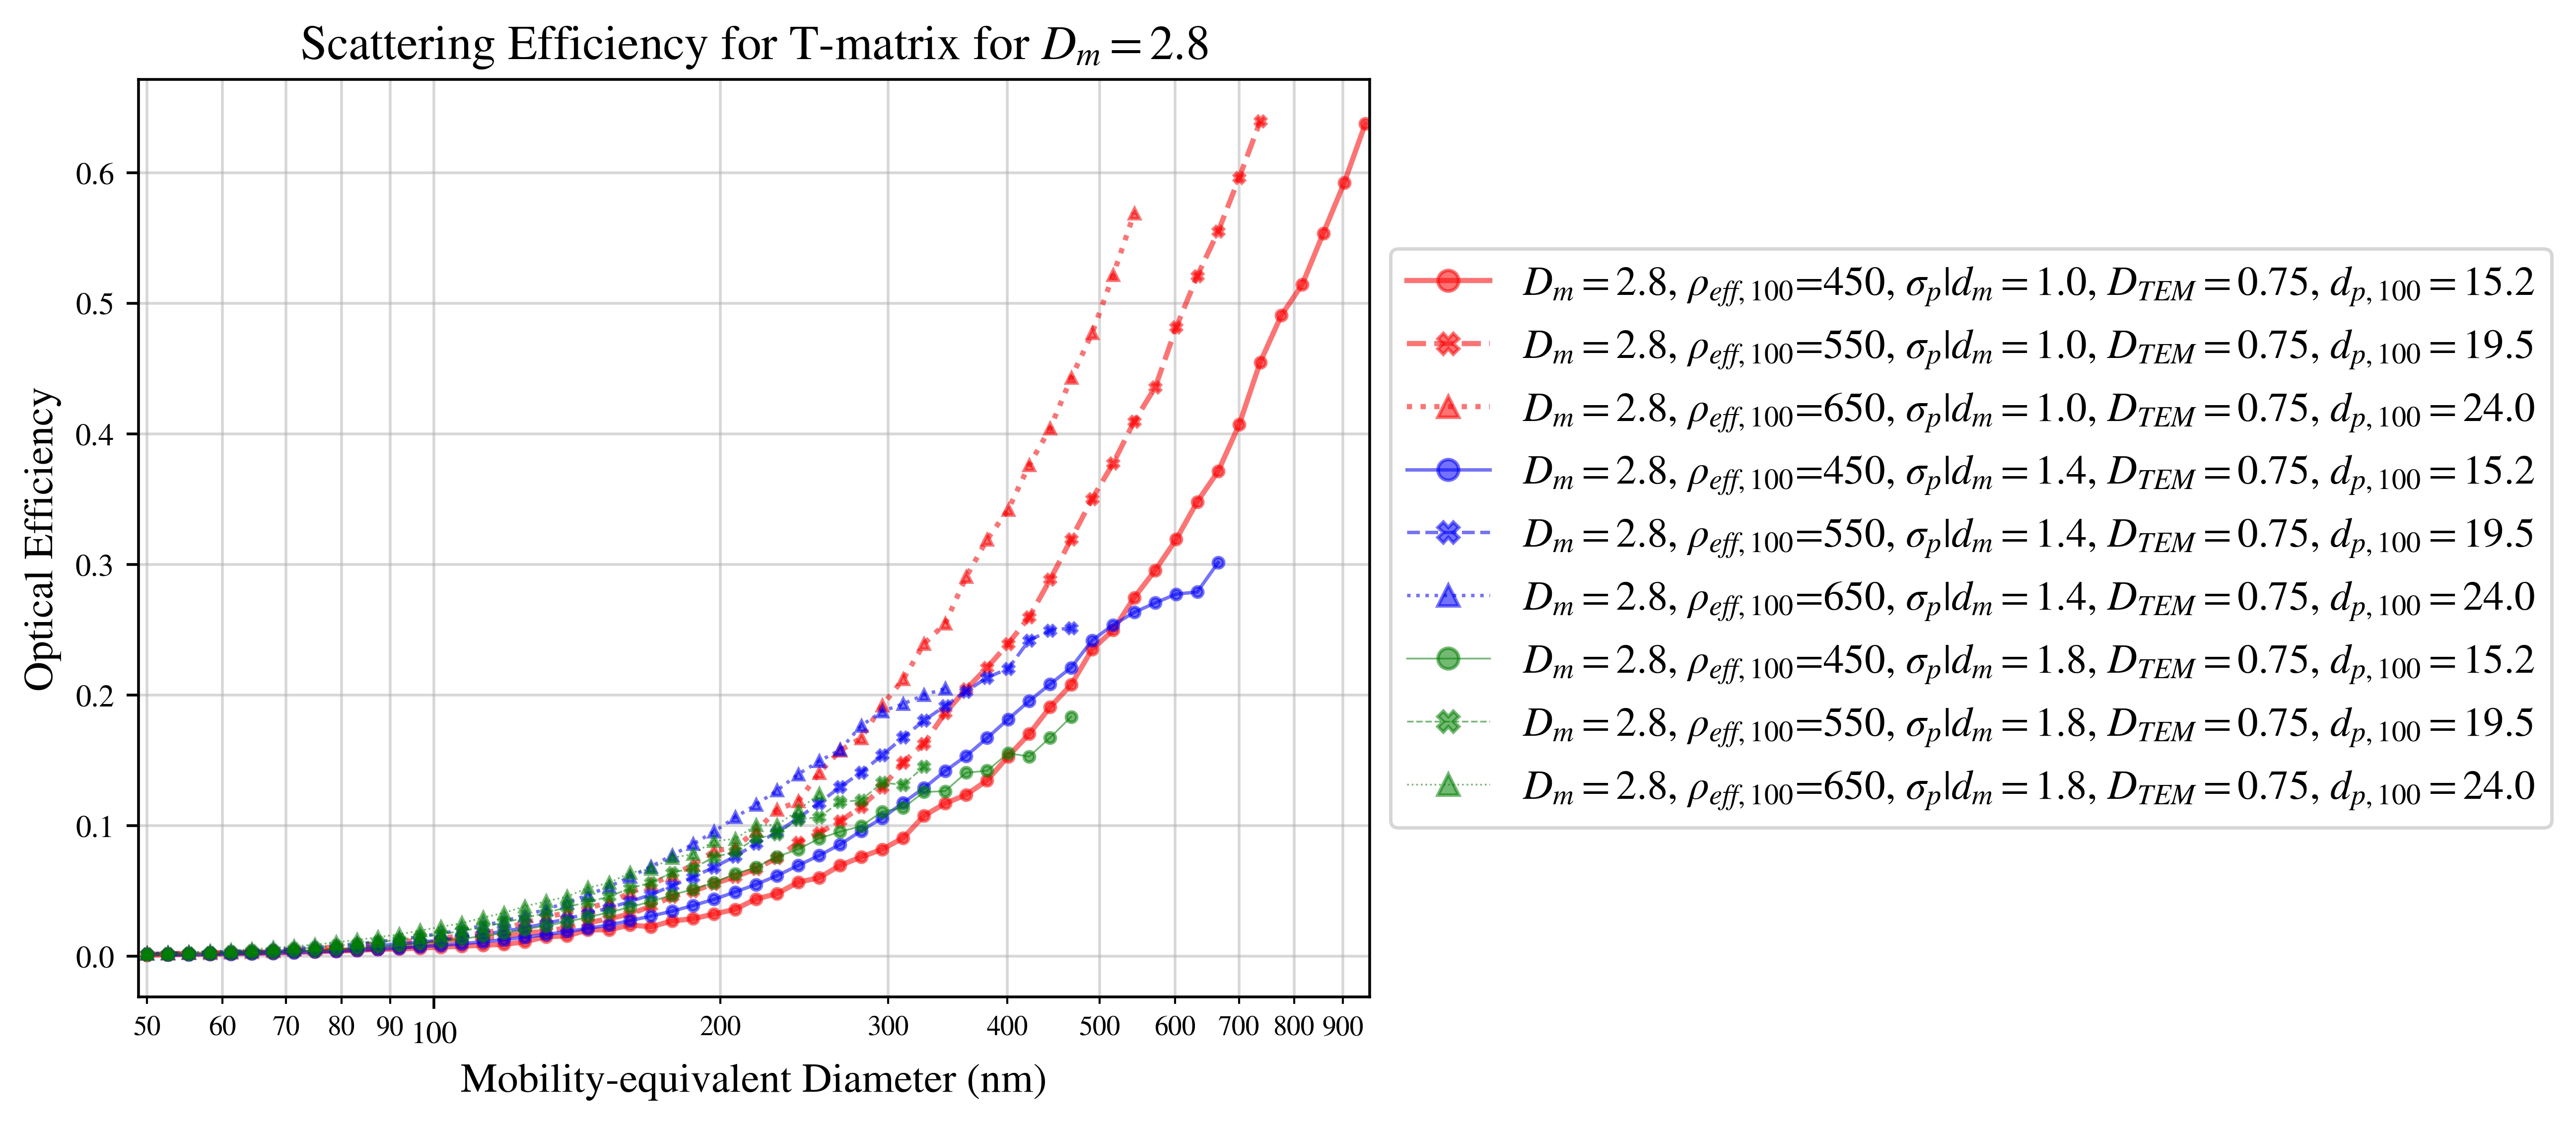 Scattering Efficiency for T-matrix for $D_m = 2.8$
Optical Efficiency
0.6
0.5
0.4
0.3
0.2
0.1
0.0
50 60 70 80 90 100 200 300 400 500 600 700 800 900
Mobility-equivalent Diameter (nm)
$D_m = 2.8$, $\rho_{eff,100}$=450, $\sigma_p|d_m = 1.0$, $D_{TEM} = 0.75$, $d_{p,100} = 15.2$
$D_m = 2.8$, $\rho_{eff,100}$=550, $\sigma_p|d_m = 1.0$, $D_{TEM} = 0.75$, $d_{p,100} = 19.5$
$D_m = 2.8$, $\rho_{eff,100}$=650, $\sigma_p|d_m = 1.0$, $D_{TEM} = 0.75$, $d_{p,100} = 24.0$
$D_m = 2.8$, $\rho_{eff,100}$=450, $\sigma_p|d_m = 1.4$, $D_{TEM} = 0.75$, $d_{p,100} = 15.2$
$D_m = 2.8$, $\rho_{eff,100}$=550, $\sigma_p|d_m = 1.4$, $D_{TEM} = 0.75$, $d_{p,100} = 19.5$
$D_m = 2.8$, $\rho_{eff,100}$=650, $\sigma_p|d_m = 1.4$, $D_{TEM} = 0.75$, $d_{p,100} = 24.0$
$D_m = 2.8$, $\rho_{eff,100}$=450, $\sigma_p|d_m = 1.8$, $D_{TEM} = 0.75$, $d_{p,100} = 15.2$
$D_m = 2.8$, $\rho_{eff,100}$=550, $\sigma_p|d_m = 1.8$, $D_{TEM} = 0.75$, $d_{p,100} = 19.5$
$D_m = 2.8$, $\rho_{eff,100}$=650, $\sigma_p|d_m = 1.8$, $D_{TEM} = 0.75$, $d_{p,100} = 24.0$